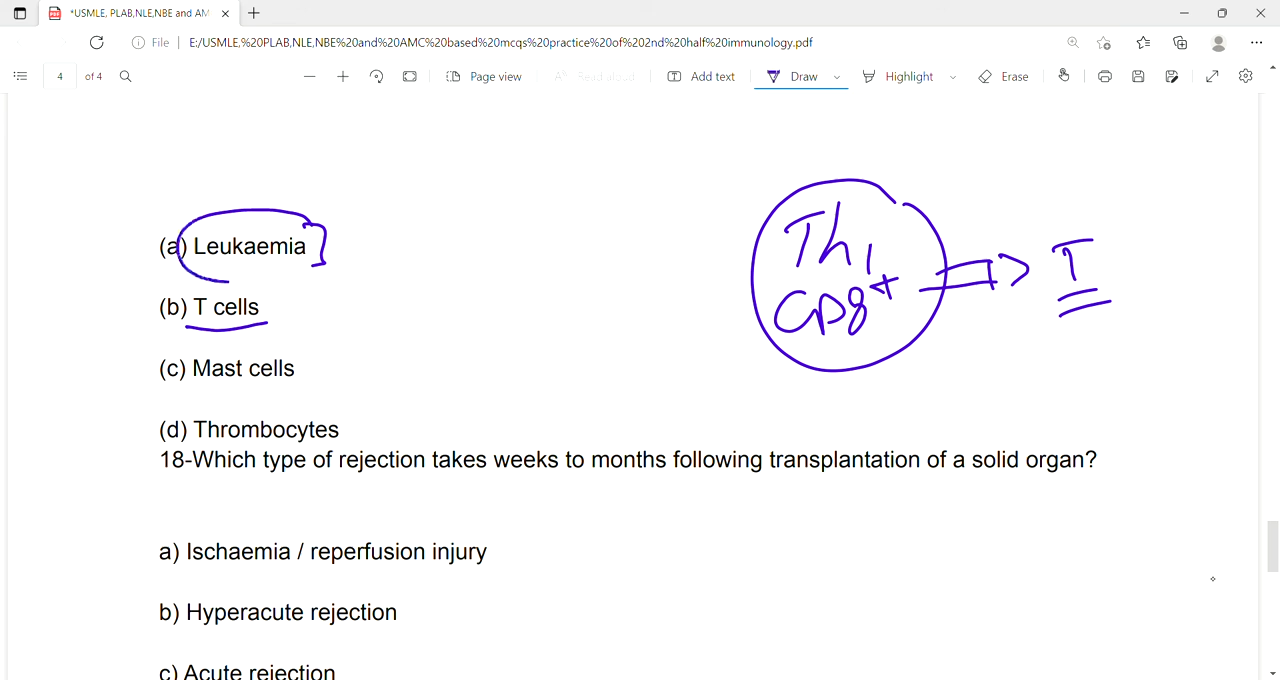 *USMLE, PLAB,NLE,NBE and AM
File | E:/USMLE,%20PLAB,NLE,NBE%20and%20AMC%20based%20mcqs%20practice%20of%202nd%20half%20immunology.pdf
4 of 4
Page view
Read aloud
Add text
Draw
Highlight
Erase
(a) Leukaemia
(b) T cells
(c) Mast cells
(d) Thrombocytes
Th1
CD8+
T
18-Which type of rejection takes weeks to months following transplantation of a solid organ?
a) Ischaemia / reperfusion injury
b) Hyperacute rejection
c) Acute rejection